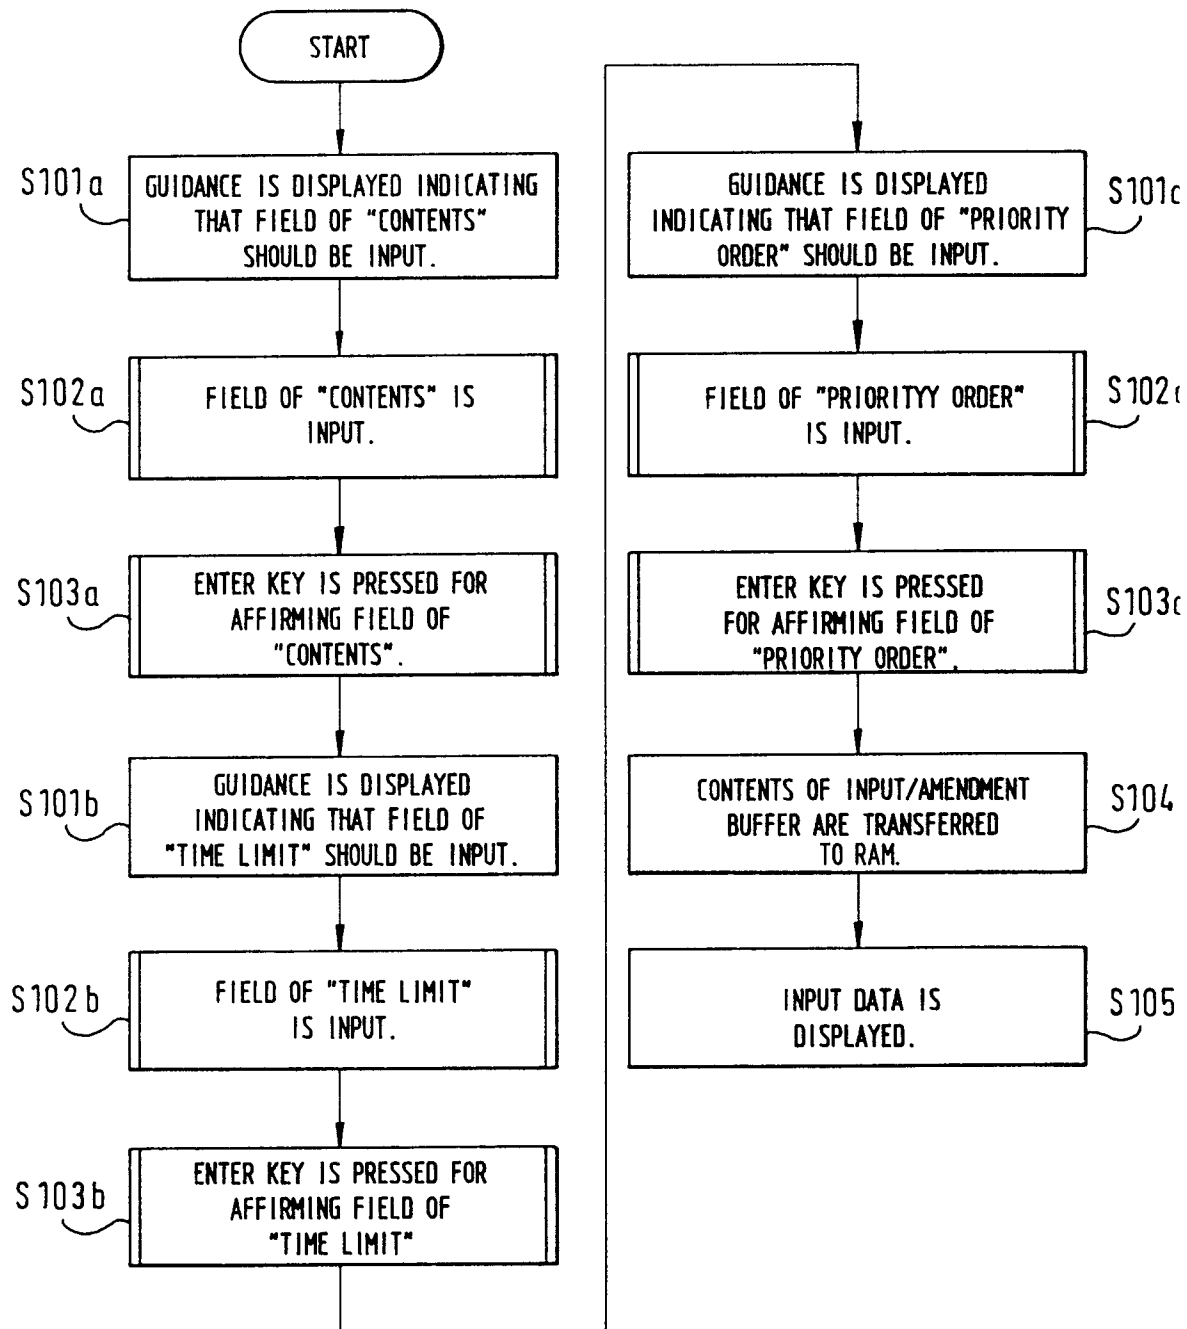 START
S101a
GUIDANCE IS DISPLAYED INDICATING
THAT FIELD OF "CONTENTS"
SHOULD BE INPUT.
S102a
FIELD OF "CONTENTS" IS
INPUT.
S103a
ENTER KEY IS PRESSED FOR
AFFIRMING FIELD OF
"CONTENTS".
S101b
GUIDANCE IS DISPLAYED
INDICATING THAT FIELD OF
"TIME LIMIT" SHOULD BE INPUT.
S102b
FIELD OF "TIME LIMIT"
IS INPUT.
S103b
ENTER KEY IS PRESSED FOR
AFFIRMING FIELD OF
"TIME LIMIT"
GUIDANCE IS DISPLAYED
INDICATING THAT FIELD OF "PRIORITY
ORDER" SHOULD BE INPUT.
S101c
FIELD OF "PRIORITYY ORDER"
IS INPUT.
S102c
ENTER KEY IS PRESSED
FOR AFFIRMING FIELD OF
"PRIORITY ORDER".
S103c
CONTENTS OF INPUT/AMENDMENT
BUFFER ARE TRANSFERRED
TO RAM.
S104
INPUT DATA IS
DISPLAYED.
S105